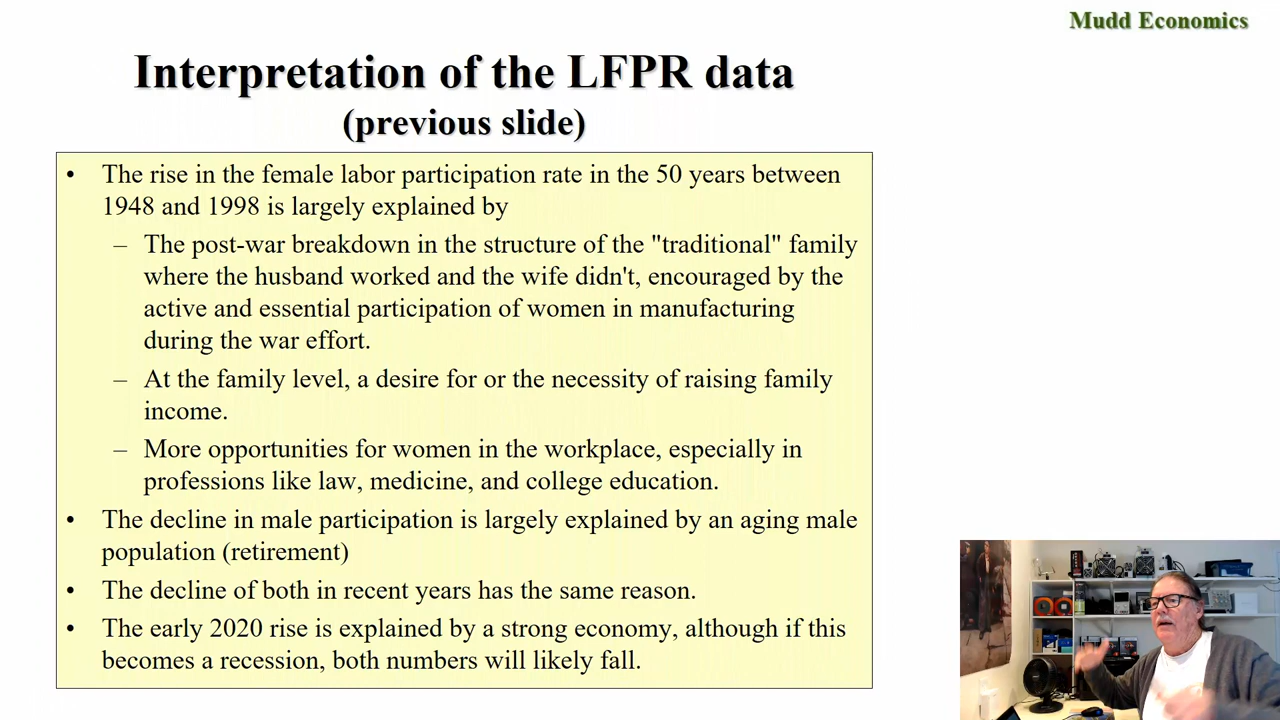 Mudd Economics
Interpretation of the LFPR data
(previous slide)
• The rise in the female labor participation rate in the 50 years between
1948 and 1998 is largely explained by
– The post-war breakdown in the structure of the "traditional" family
where the husband worked and the wife didn't, encouraged by the
active and essential participation of women in manufacturing
during the war effort.
– At the family level, a desire for or the necessity of raising family
income.
– More opportunities for women in the workplace, especially in
professions like law, medicine, and college education.
• The decline in male participation is largely explained by an aging male
population (retirement)
• The decline of both in recent years has the same reason.
• The early 2020 rise is explained by a strong economy, although if this
becomes a recession, both numbers will likely fall.